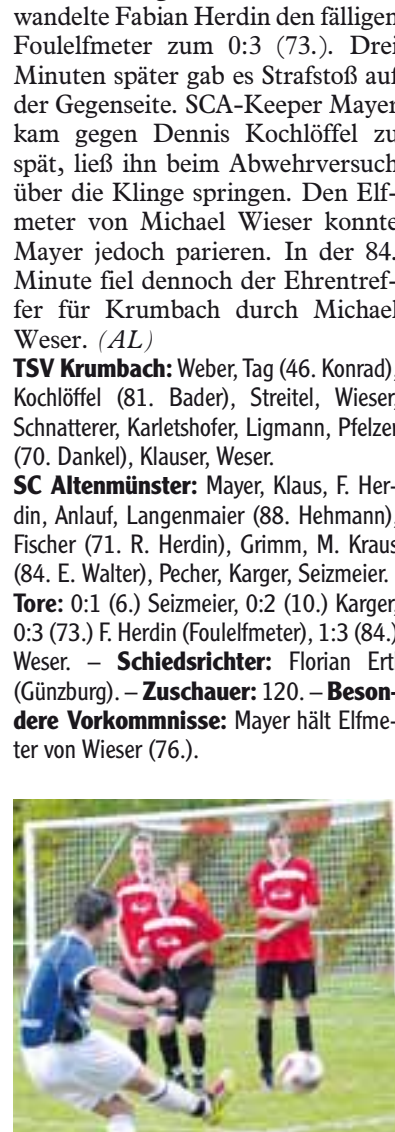 wandelte Fabian Herdin den fälligen
Foulelfmeter zum 0:3 (73.). Drei
Minuten später gab es Strafstoß auf
der Gegenseite. SCA-Keeper Mayer
kam gegen Dennis Kochlöffel zu
spät, ließ ihn beim Abwehrversuch
über die Klinge springen. Den Elf-
meter von Michael Wieser konnte
Mayer jedoch parieren. In der 84.
Minute fiel dennoch der Ehrentref-
fer für Krumbach durch Michael
Weser. (AL)
TSV Krumbach: Weber, Tag (46. Konrad),
Kochlöffel (81. Bader), Streitel, Wieser,
Schnatterer, Karletshofer, Ligmann, Pfelzer
(70. Dankel), Klauser, Weser.
SC Altenmünster: Mayer, Klaus, F. Her-
din, Anlauf, Langenmaier (88. Hehmann),
Fischer (71. R. Herdin), Grimm, M. Kraus
(84. E. Walter), Pecher, Karger, Seizmeier.
Tore: 0:1 (6.) Seizmeier, 0:2 (10.) Karger,
0:3 (73.) F. Herdin (Foulelfmeter), 1:3 (84.)
Weser. – Schiedsrichter: Florian Ertl
(Günzburg). – Zuschauer: 120. – Beson-
dere Vorkommnisse: Mayer hält Elfme-
ter von Wieser (76.).